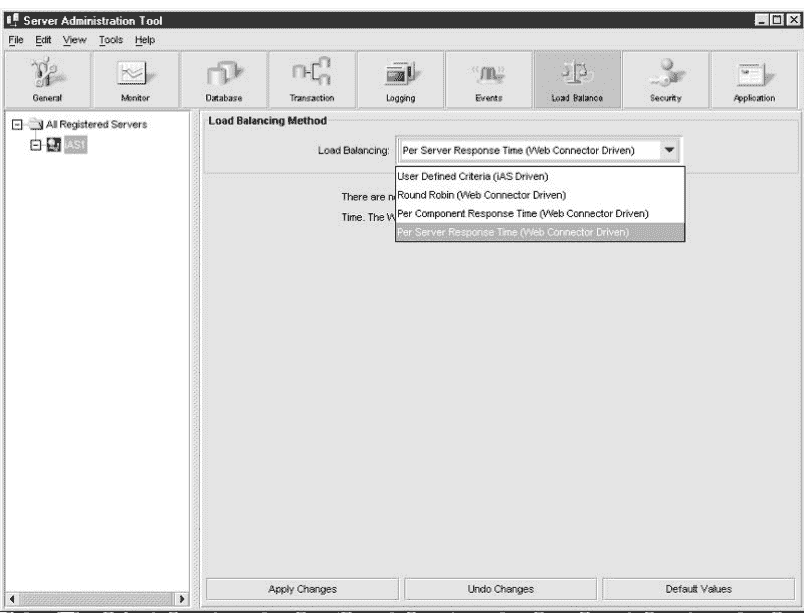 Server Administration Tool
File Edit View Tools Help
General Monitor Database Transaction Logging Events Load Balance Security Application
All Registered Servers
iAS1
Load Balancing Method
Load Balancing: Per Server Response Time (Web Connector Driven)
User Defined Criteria (iAS Driven)
Round Robin (Web Connector Driven)
Per Component Response Time (Web Connector Driven)
Per Server Response Time (Web Connector Driven)
There are
Time. The
Apply Changes Undo Changes Default Values